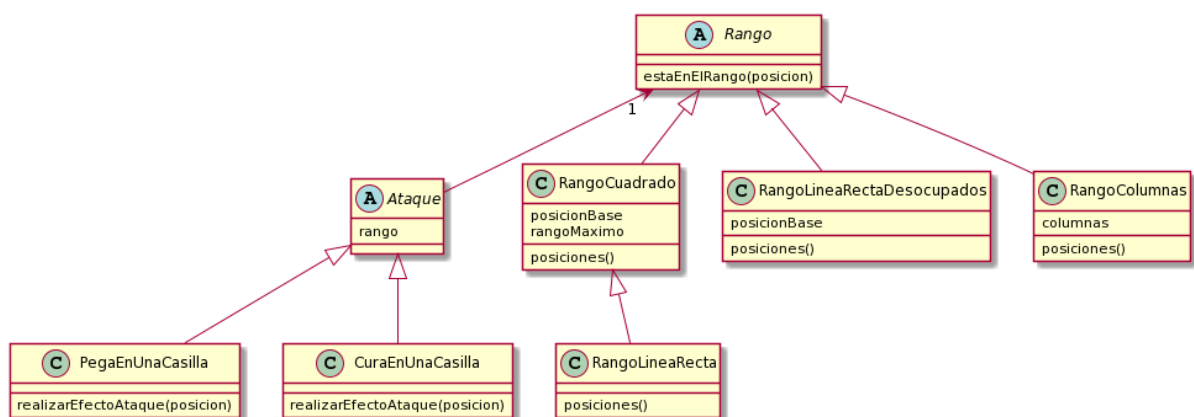 A Rango
estaEnElRango(posicion)
1
A Ataque
rango
C RangoCuadrado
posicionBase
rangoMaximo
posiciones()
C RangoLineaRectaDesocupados
posicionBase
posiciones()
C RangoColumnas
columnas
posiciones()
C PegaEnUnaCasilla
realizarEfectoAtaque(posicion)
C CuraEnUnaCasilla
realizarEfectoAtaque(posicion)
C RangoLineaRecta
posiciones()